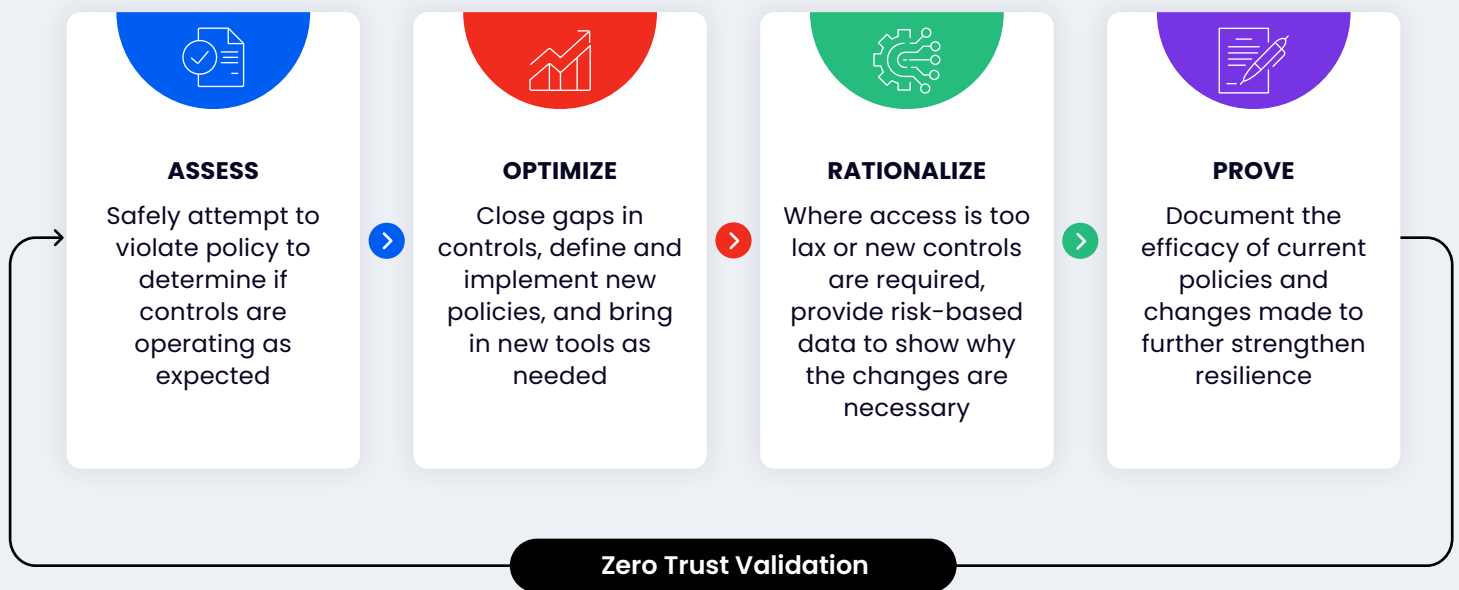 ASSESS
Safely attempt to
violate policy to
determine if
controls are
operating as
expected
OPTIMIZE
Close gaps in
controls, define and
implement new
policies, and bring
in new tools as
needed
RATIONALIZE
Where access is too
lax or new controls
are required,
provide risk-based
data to show why
the changes are
necessary
PROVE
Document the
efficacy of current
policies and
changes made to
further strengthen
resilience
Zero Trust Validation